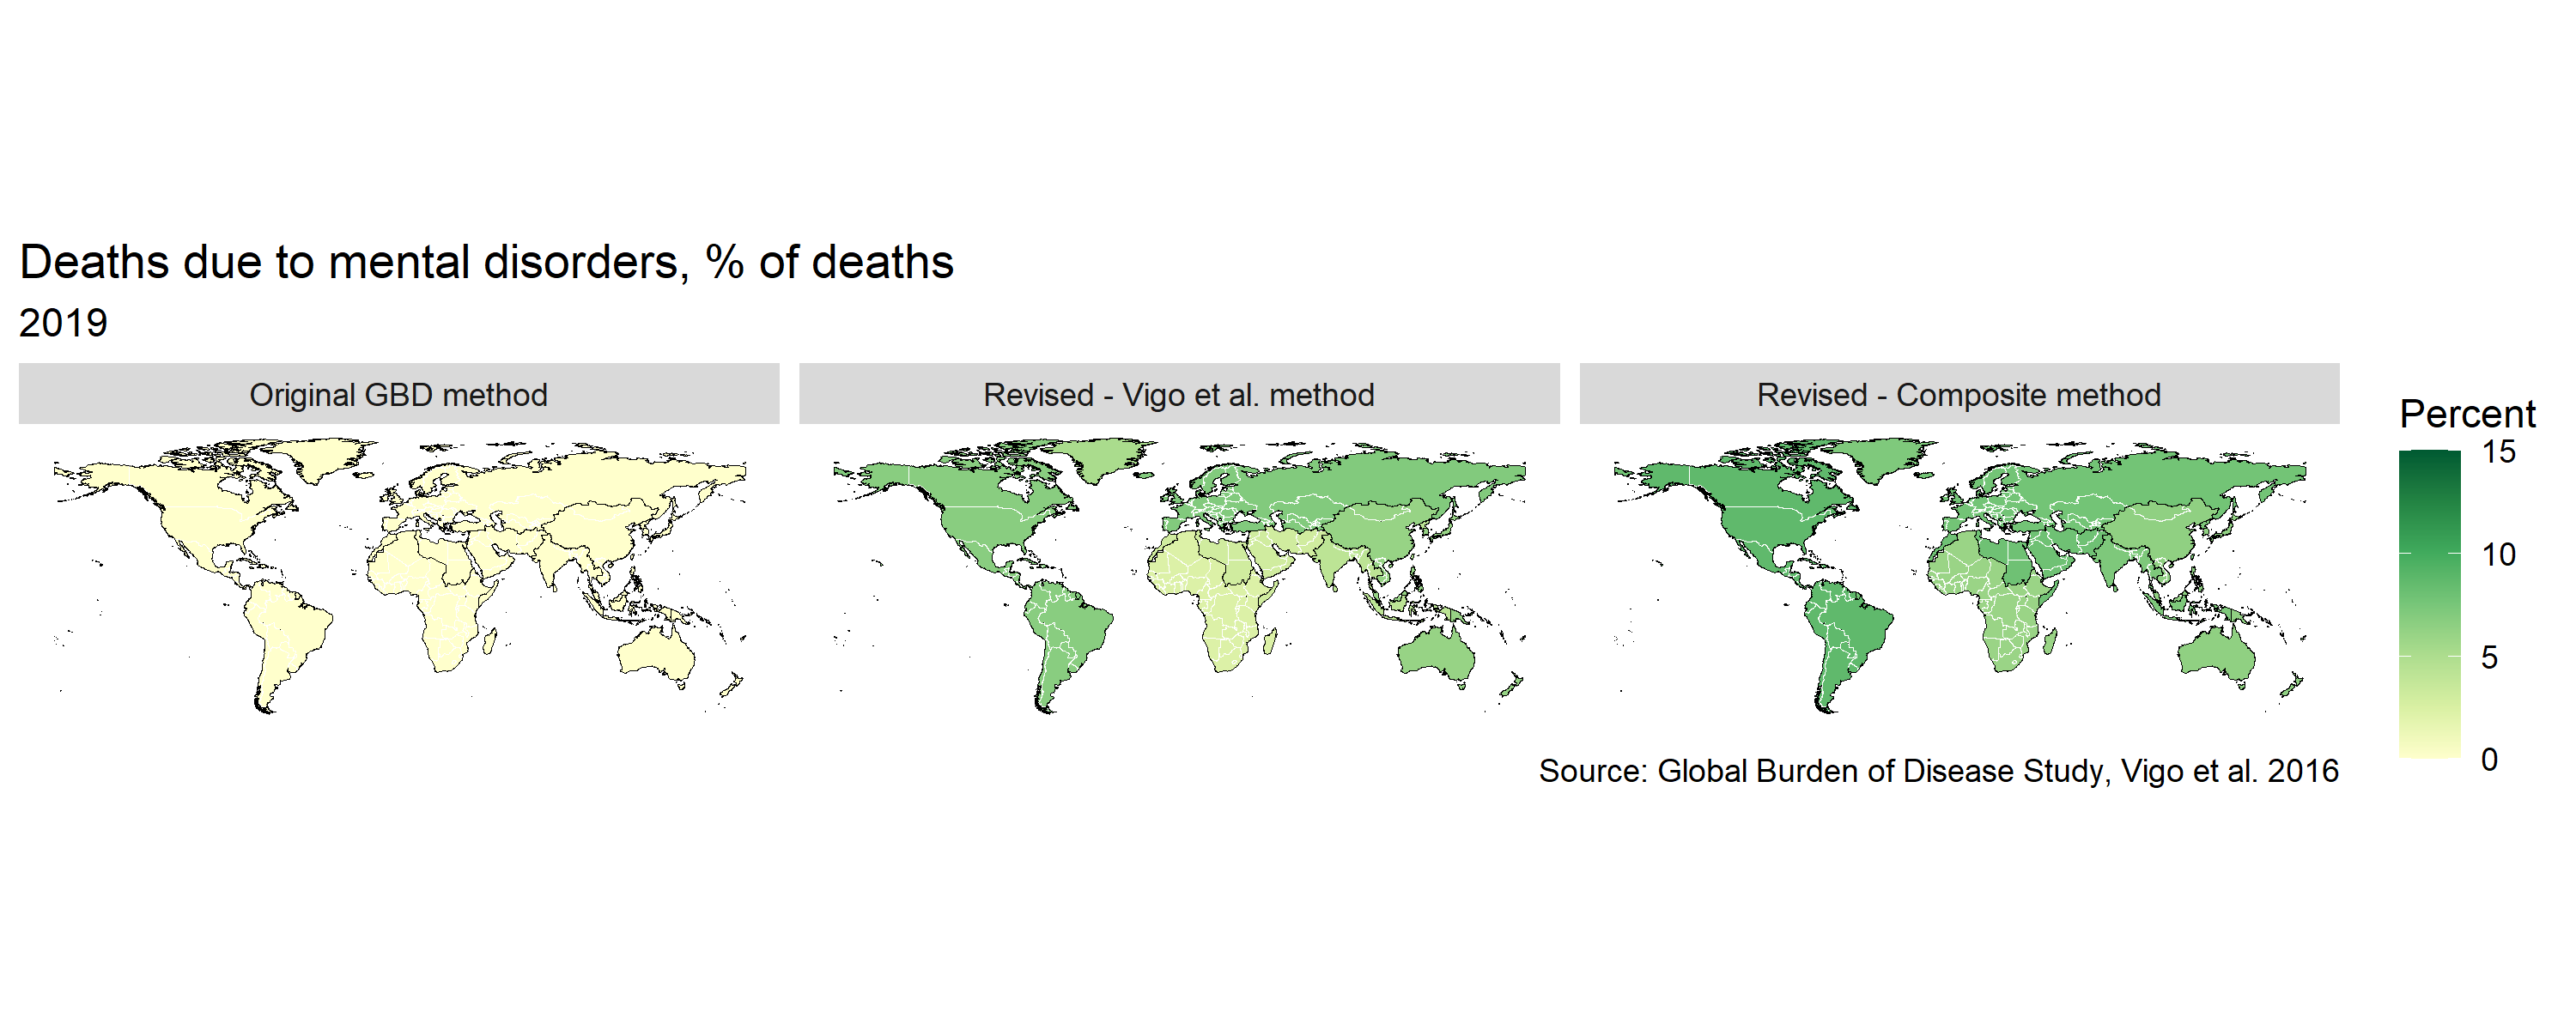 Deaths due to mental disorders, % of deaths
2019
Original GBD method
Revised - Vigo et al. method
Revised - Composite method
Percent
15
10
5
0
Source: Global Burden of Disease Study, Vigo et al. 2016